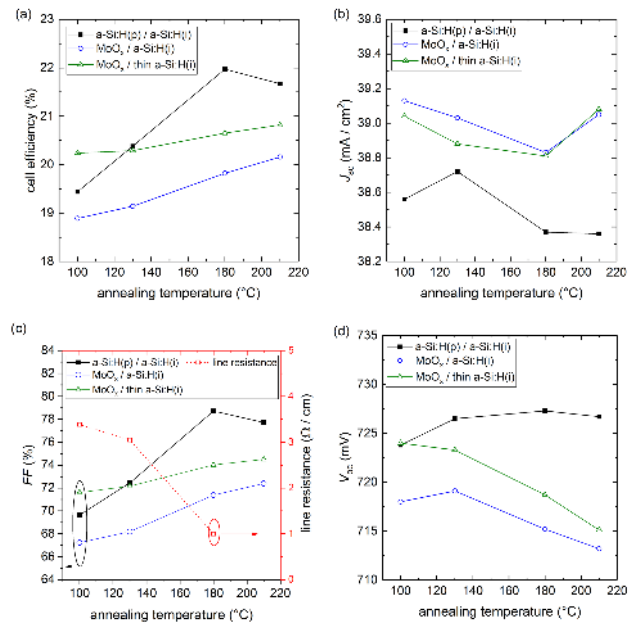 (a)
a-Si:H(p) / a-Si:H(i)
MoOx / a-Si:H(i)
MoOx / thin a-Si:H(i)
cell efficiency (%)
23
22
21
20
19
18
100 120 140 160 180 200 220
annealing temperature (°C)
(b)
a-Si:H(p) / a-Si:H(i)
MoOx / a-Si:H(i)
MoOx / thin a-Si:H(i)
Jsc (mA / cm²)
39.6
39.4
39.2
39.0
38.8
38.6
38.4
38.2
100 120 140 160 180 200 220
annealing temperature (°C)
(c)
a-Si:H(p) / a-Si:H(i)
MoOx / a-Si:H(i)
MoOx / thin a-Si:H(i)
line resistance
FF (%)
84
82
80
78
76
74
72
70
68
66
64
5
4
3
2
1
0
line resistance (Ω / cm)
100 120 140 160 180 200 220
annealing temperature (°C)
(d)
a-Si:H(p) / a-Si:H(i)
MoOx / a-Si:H(i)
MoOx / thin a-Si:H(i)
Voc (mV)
735
730
725
720
715
710
100 120 140 160 180 200 220
annealing temperature (°C)